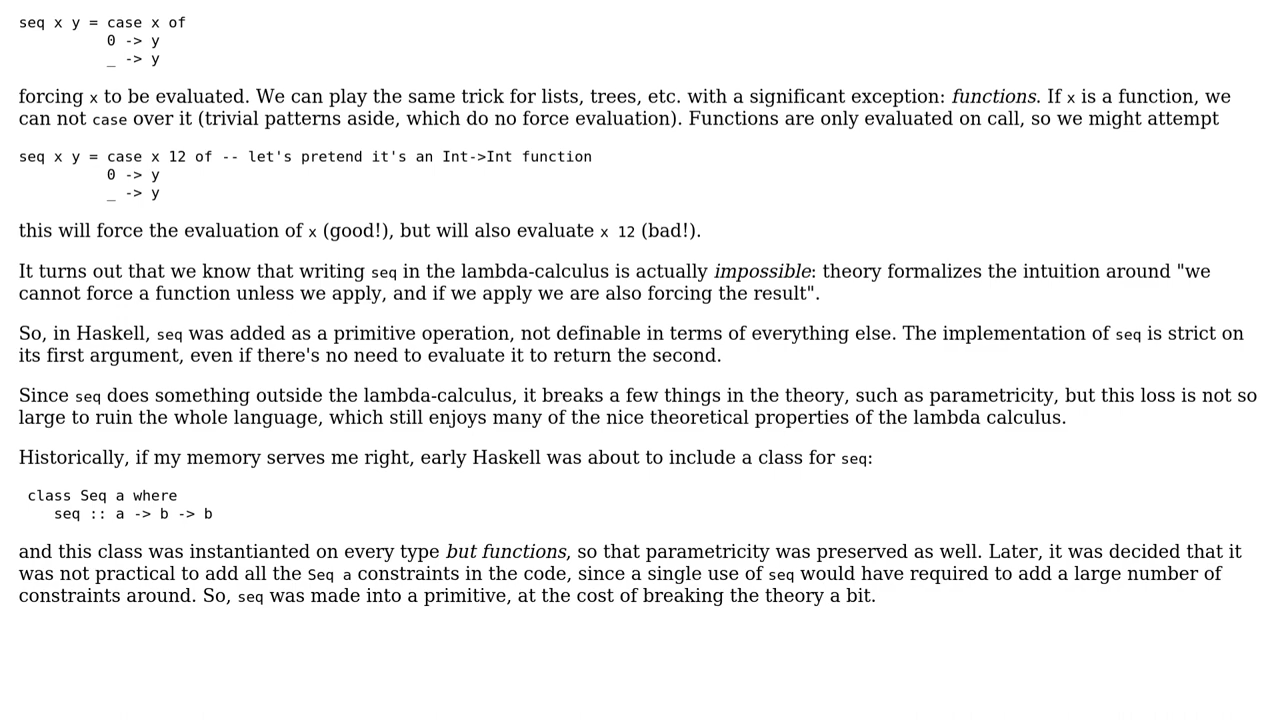 seq x y = case x of
          0 -> y
          _ -> y
forcing x to be evaluated. We can play the same trick for lists, trees, etc. with a significant exception: functions. If x is a function, we
can not case over it (trivial patterns aside, which do no force evaluation). Functions are only evaluated on call, so we might attempt
seq x y = case x 12 of -- let's pretend it's an Int->Int function
          0 -> y
          _ -> y
this will force the evaluation of x (good!), but will also evaluate x 12 (bad!).
It turns out that we know that writing seq in the lambda-calculus is actually impossible: theory formalizes the intuition around "we
cannot force a function unless we apply, and if we apply we are also forcing the result".
So, in Haskell, seq was added as a primitive operation, not definable in terms of everything else. The implementation of seq is strict on
its first argument, even if there's no need to evaluate it to return the second.
Since seq does something outside the lambda-calculus, it breaks a few things in the theory, such as parametricity, but this loss is not so
large to ruin the whole language, which still enjoys many of the nice theoretical properties of the lambda calculus.
Historically, if my memory serves me right, early Haskell was about to include a class for seq:
 class Seq a where
    seq :: a -> b -> b
and this class was instantianted on every type but functions, so that parametricity was preserved as well. Later, it was decided that it
was not practical to add all the Seq a constraints in the code, since a single use of seq would have required to add a large number of
constraints around. So, seq was made into a primitive, at the cost of breaking the theory a bit.